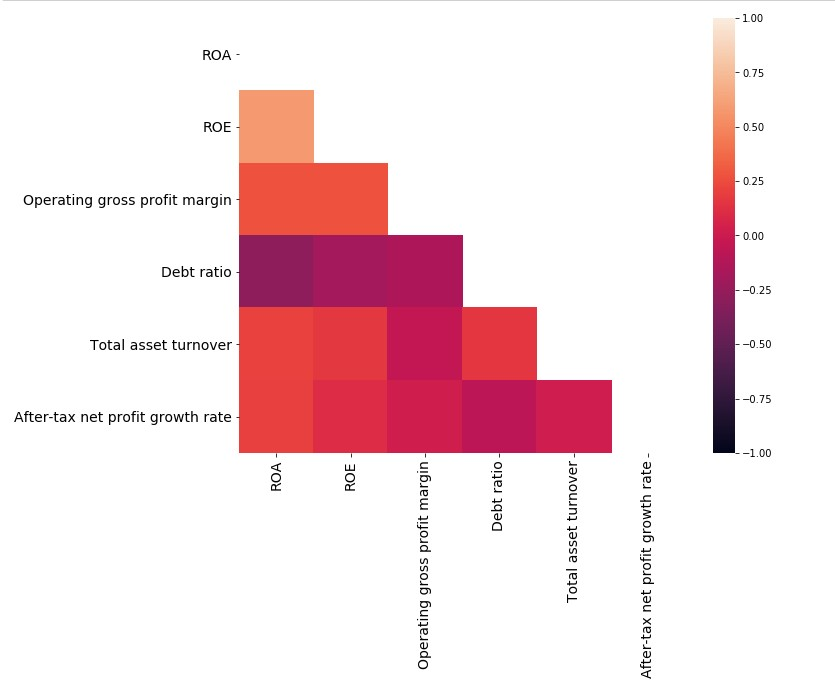 ROA
ROE
Operating gross profit margin
Debt ratio
Total asset turnover
After-tax net profit growth rate
ROA
ROE
Operating gross profit margin
Debt ratio
Total asset turnover
After-tax net profit growth rate
1.00
0.75
0.50
0.25
0.00
−0.25
−0.50
−0.75
−1.00